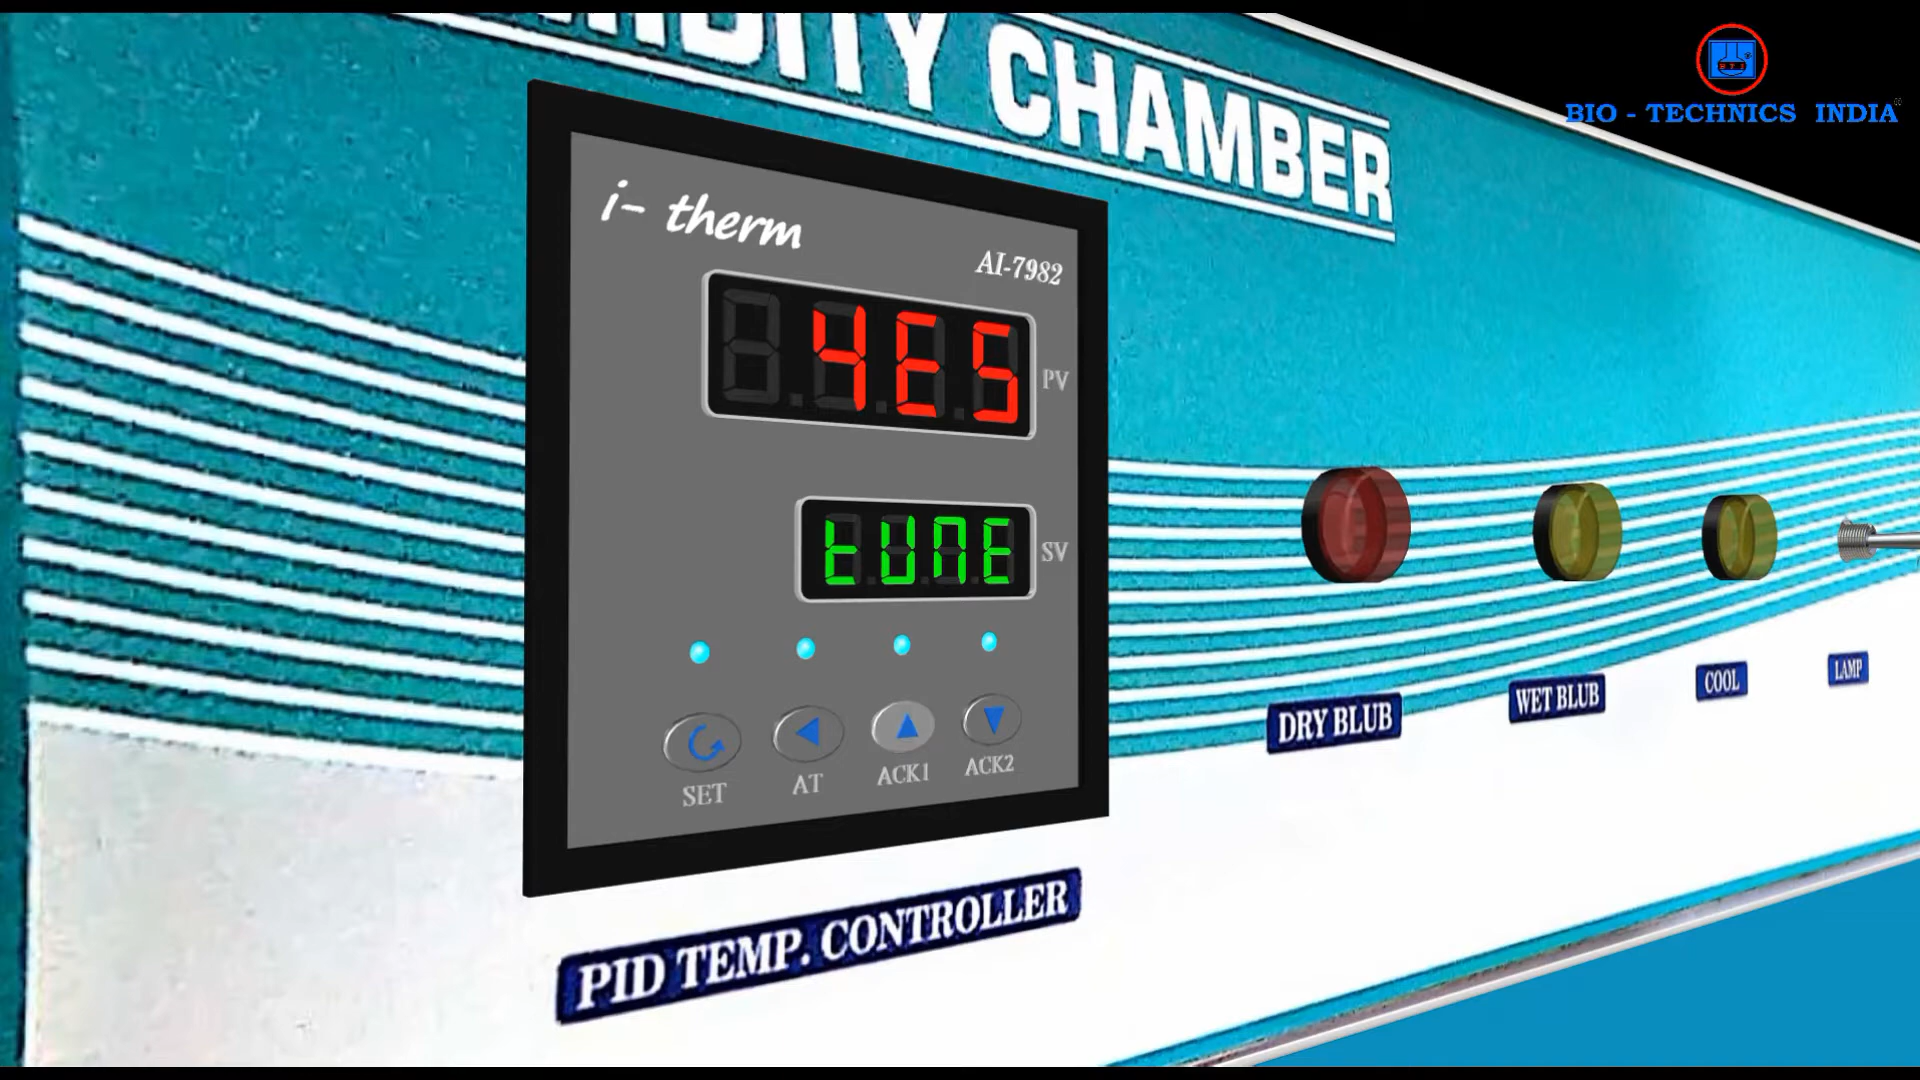 CHAMBER
BIO - TECHNICS INDIA®
i- therm
AI-7982
YES
PV
tUNE
SV
SET
AT
ACK1
ACK2
DRY BLUB
WET BLUB
COOL
LAMP
PID TEMP. CONTROLLER